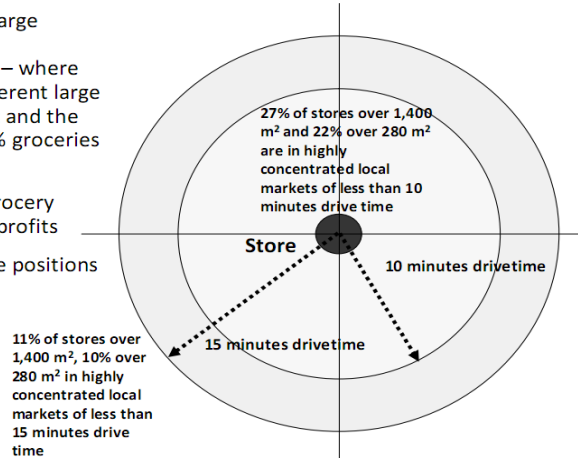 arge
– where
erent large
and the
% groceries
rocery
profits
e positions
27% of stores over 1,400
m² and 22% over 280 m²
are in highly
concentrated local
markets of less than 10
minutes drive time
Store
10 minutes drivetime
15 minutes drivetime
11% of stores over
1,400 m², 10% over
280 m² in highly
concentrated local
markets of less than
15 minutes drive
time